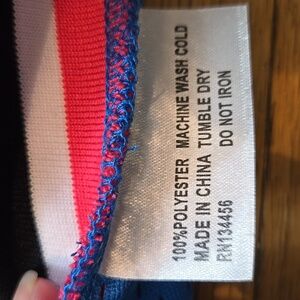 100%POLYESTER MACHINE WASH COLD
MADE IN CHINA TUMBLE DRY
RN134456 DO NOT IRON